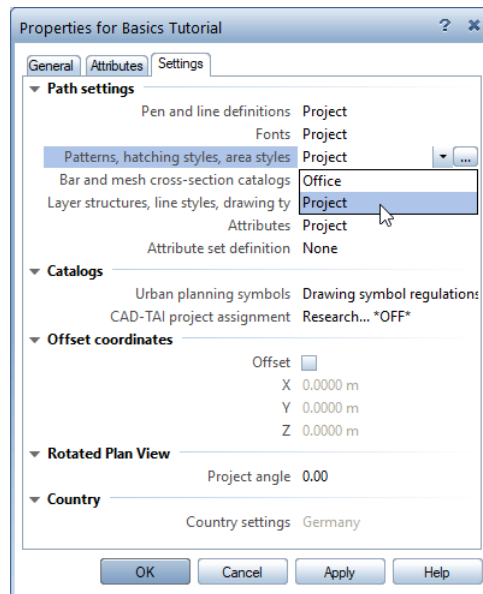 Properties for Basics Tutorial ?
General Attributes Settings
Path settings
Pen and line definitions Project
Fonts Project
Patterns, hatching styles, area styles Project ...
Bar and mesh cross-section catalogs Office
Layer structures, line styles, drawing ty Project
Attributes Project
Attribute set definition None
Catalogs
Urban planning symbols Drawing symbol regulations
CAD-TAI project assignment Research... *OFF*
Offset coordinates
Offset
X 0.0000 m
Y 0.0000 m
Z 0.0000 m
Rotated Plan View
Project angle 0.00
Country
Country settings Germany
OK Cancel Apply Help